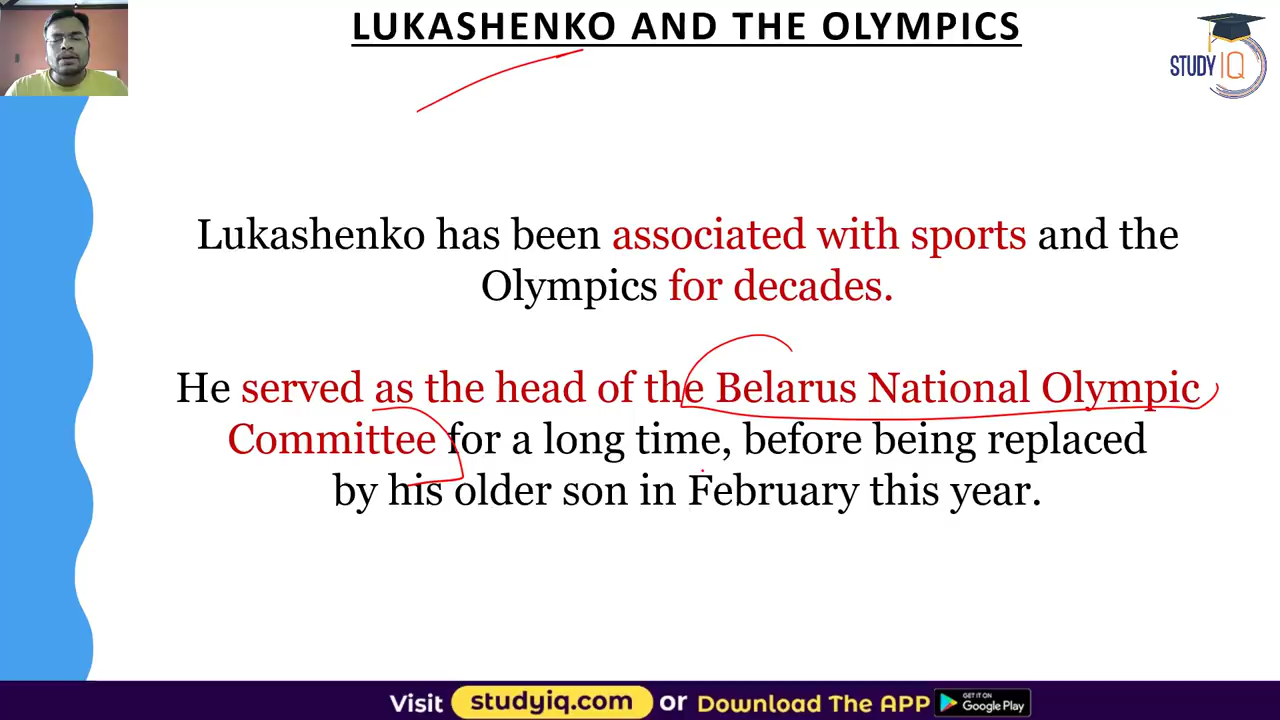 LUKASHENKO AND THE OLYMPICS
STUDY IQ
Lukashenko has been associated with sports and the
Olympics for decades.
He served as the head of the Belarus National Olympic
Committee for a long time, before being replaced
by his older son in February this year.
Visit studyiq.com or Download The APP GET IT ON Google Play